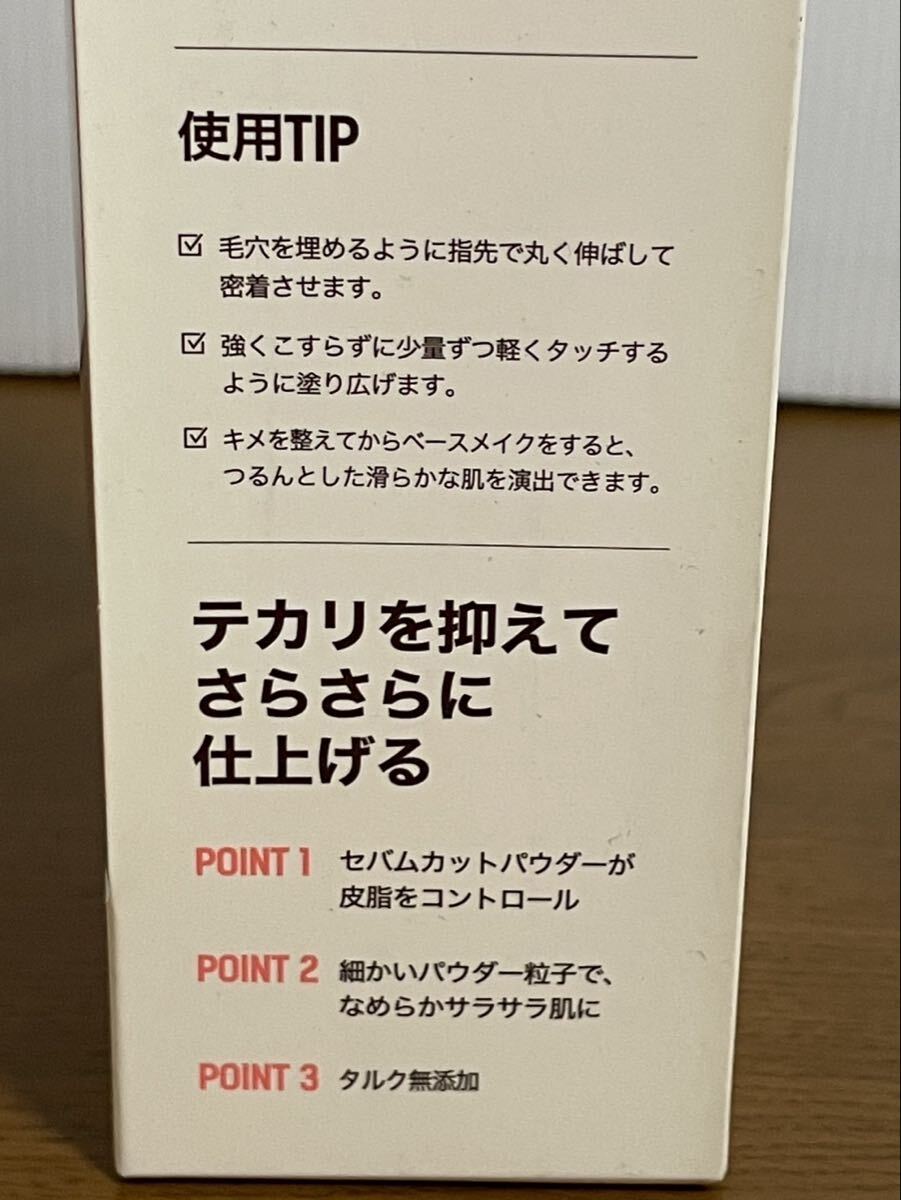 使用TIP
☑ 毛穴を埋めるように指先で丸く伸ばして
密着させます。
☑ 強くこすらずに少量ずつ軽くタッチする
ように塗り広げます。
☑ キメを整えてからベースメイクをすると、
つるんとした滑らかな肌を演出できます。
テカリを抑えて
さらさらに
仕上げる
POINT 1 セバムカットパウダーが
皮脂をコントロール
POINT 2 細かいパウダー粒子で、
なめらかサラサラ肌に
POINT 3 タルク無添加